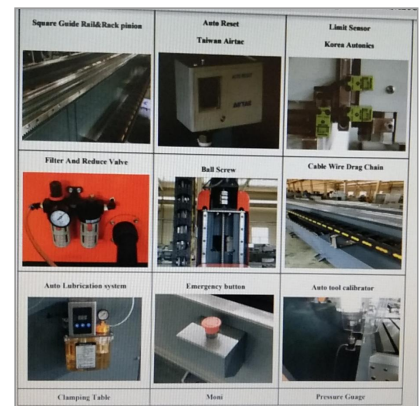 Square Guide Rail&Rack pinion
Auto Reset
Taiwan Airtac
Limit Sensor
Korea Autonics
Filter And Reduce Valve
Ball Screw
Cable Wire Drag Chain
Auto Lubrication system
Emergency button
Auto tool calibrator
Clamping Table
Moni
Pressure Guage